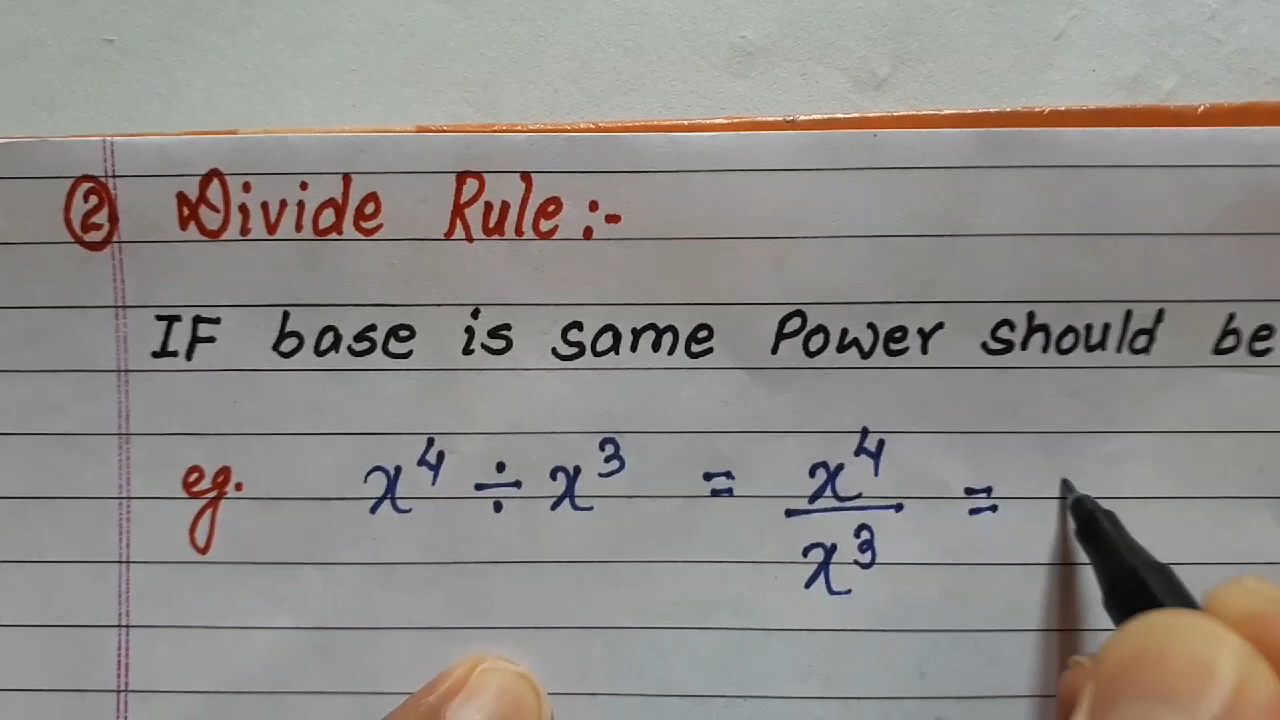 ② Divide Rule:-
IF base is same Power should be
eg. x⁴ ÷ x³ = x⁴/x³ =